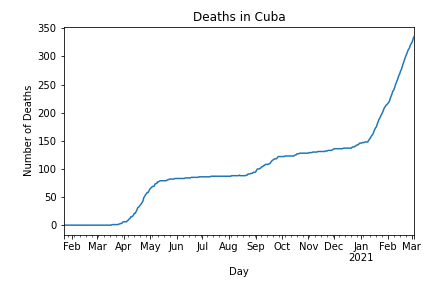 Deaths in Cuba
350
300
250
200
150
100
50
0
Number of Deaths
Feb Mar Apr May Jun Jul Aug Sep Oct Nov Dec Jan Feb Mar
2021
Day